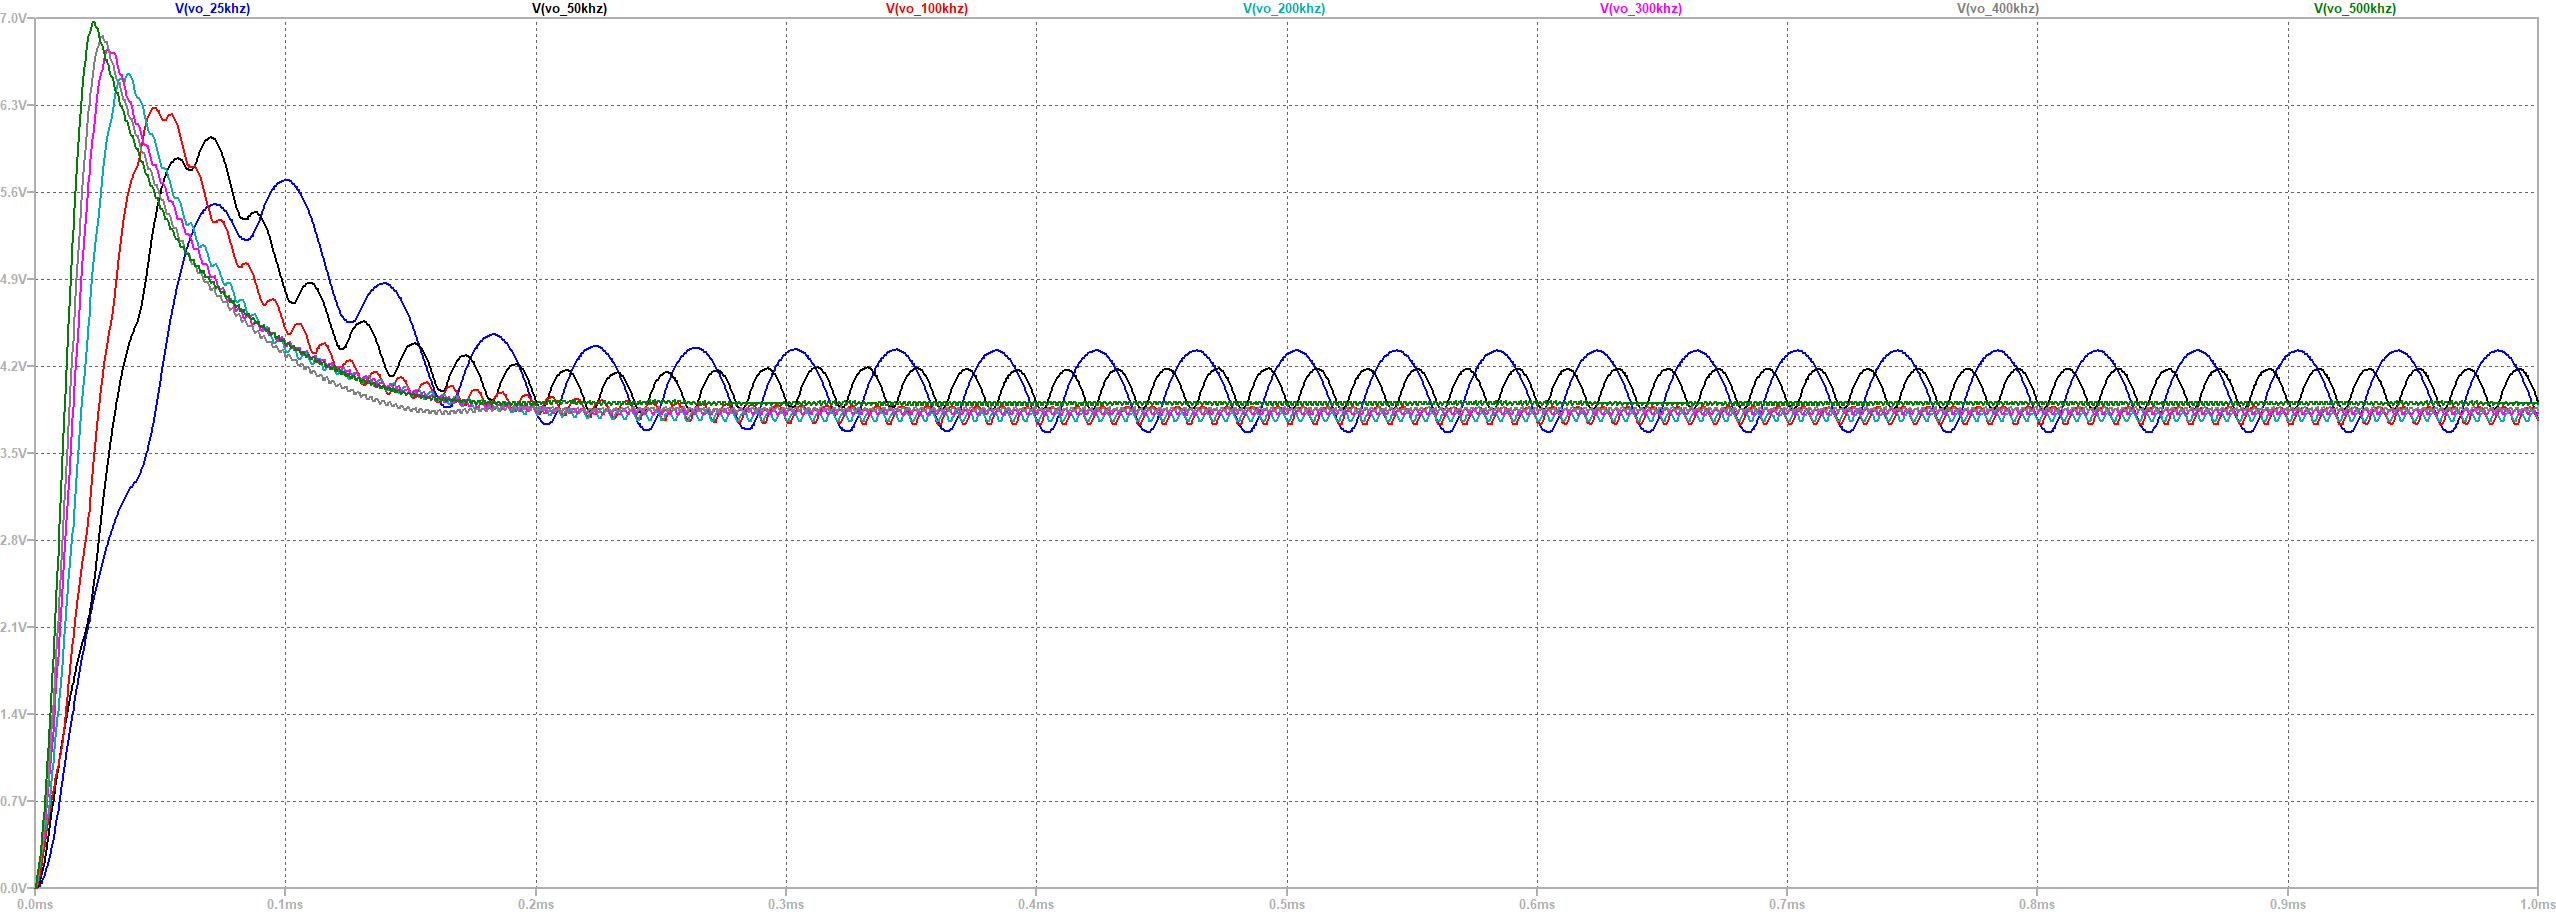 V(vo_25khz) V(vo_50khz) V(vo_100khz) V(vo_200khz) V(vo_300khz) V(vo_400khz) V(vo_500khz)
7.0V
6.3V
5.6V
4.9V
4.2V
3.5V
2.8V
2.1V
1.4V
0.7V
0.0V
0.0ms 0.1ms 0.2ms 0.3ms 0.4ms 0.5ms 0.6ms 0.7ms 0.8ms 0.9ms 1.0ms